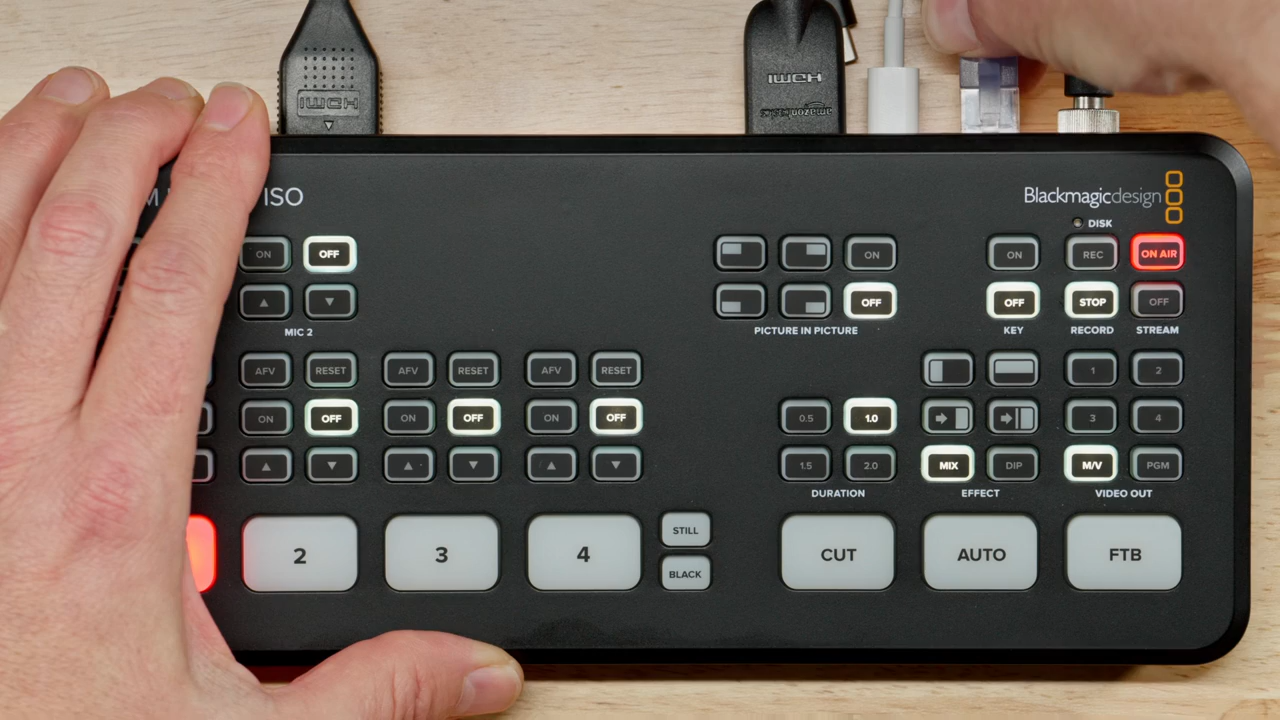 HDMI
HDMI
amazonbasics
ISO
Blackmagicdesign
DISK
ON OFF
ON
ON REC ON AIR
OFF
OFF STOP OFF
MIC 2
PICTURE IN PICTURE
KEY RECORD STREAM
AFV RESET AFV RESET AFV RESET
1 2
ON OFF ON OFF ON OFF
0.5 1.0
3 4
1.5 2.0
MIX DIP
M/V PGM
DURATION EFFECT VIDEO OUT
2 3 4
STILL
BLACK
CUT AUTO FTB